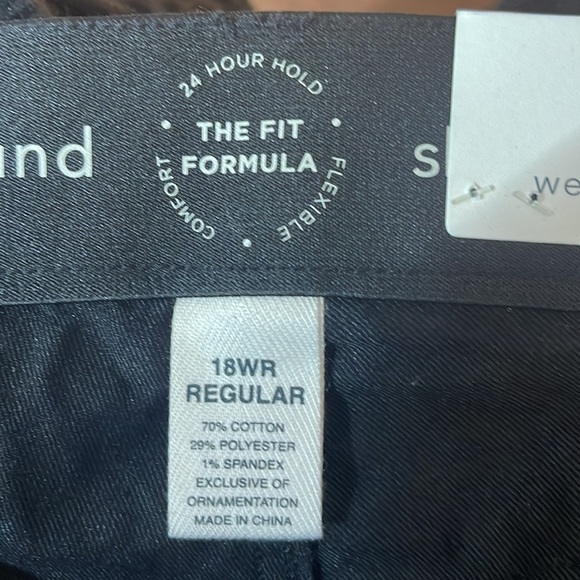 24 HOUR HOLD
THE FIT
FORMULA
COMFORT
FLEXIBLE
we
18WR
REGULAR
70% COTTON
29% POLYESTER
1% SPANDEX
EXCLUSIVE OF
ORNAMENTATION
MADE IN CHINA